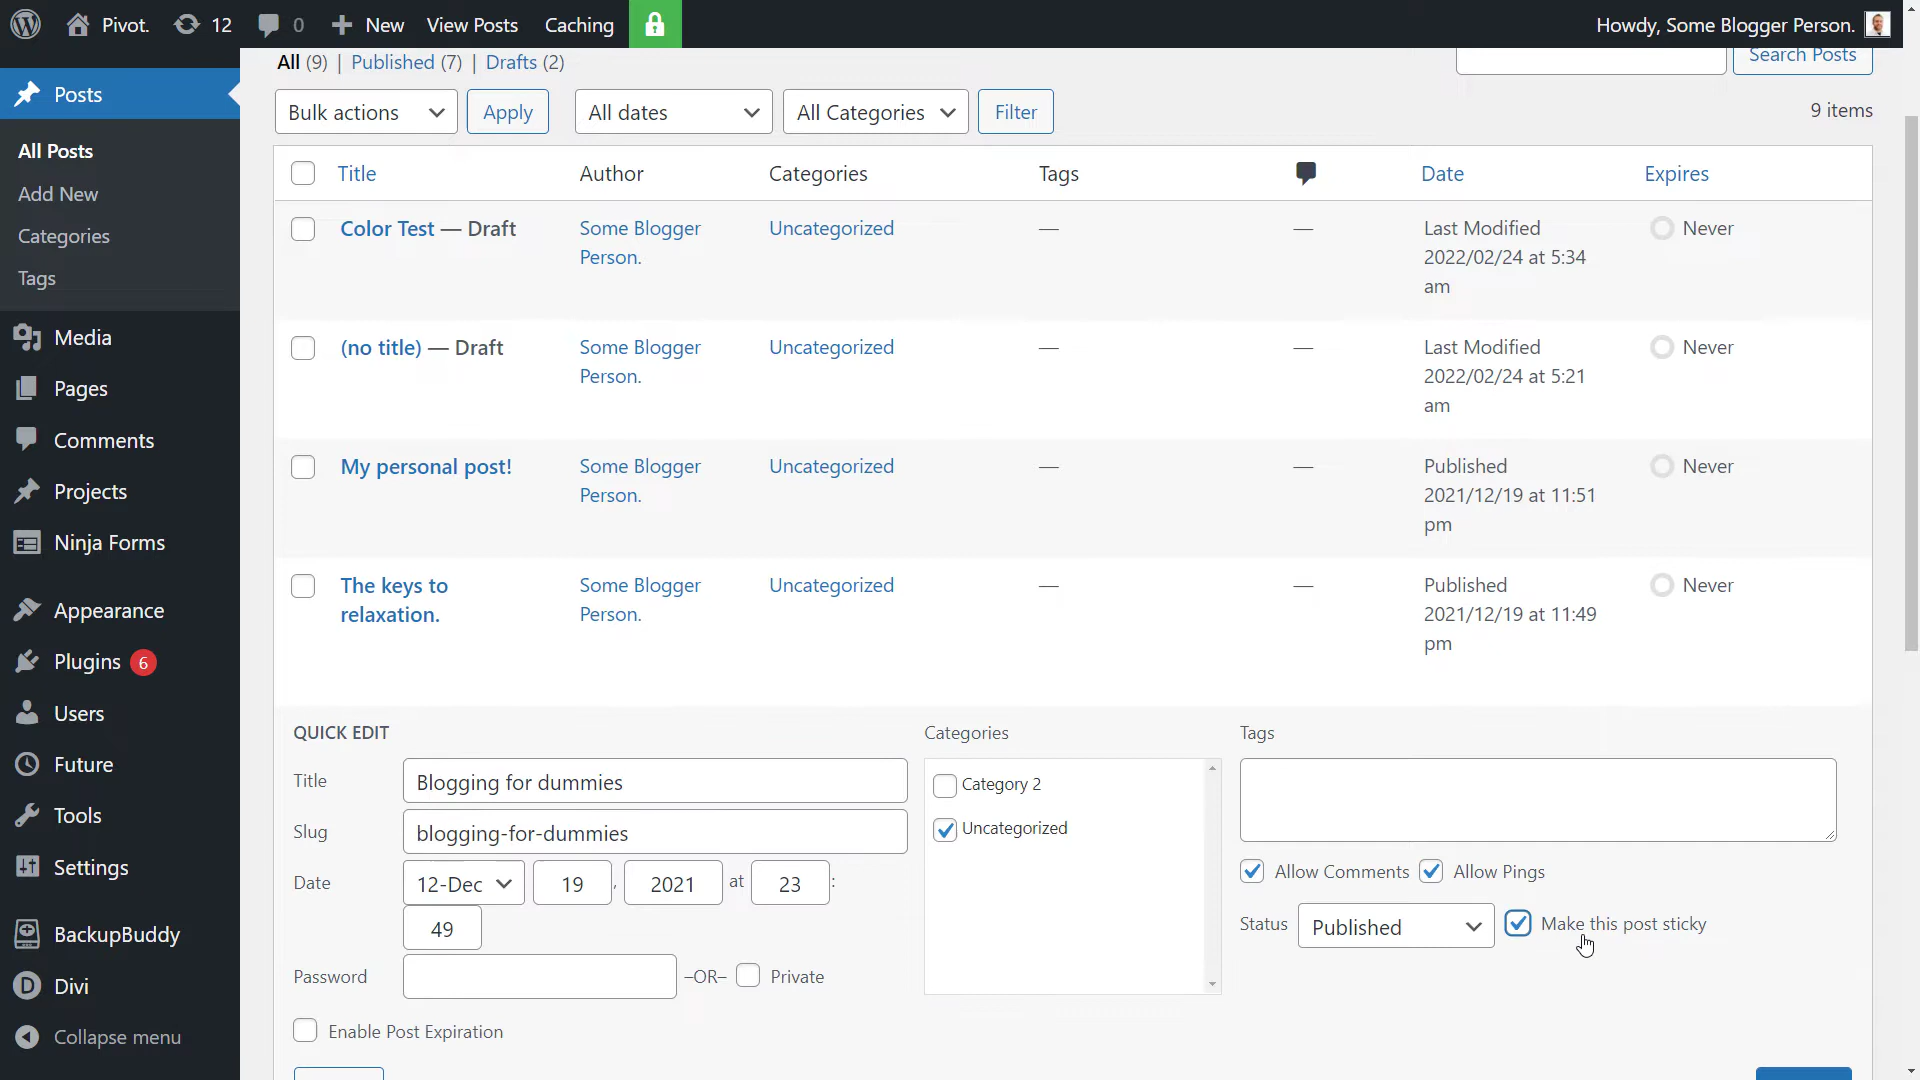 Pivot. 12 0 New View Posts Caching Howdy, Some Blogger Person.
Posts
All Posts
Add New
Categories
Tags
Media
Pages
Comments
Projects
Ninja Forms
Appearance
Plugins 6
Users
Future
Tools
Settings
BackupBuddy
Divi
Collapse menu
All (9) | Published (7) | Drafts (2)
Search Posts
Bulk actions Apply All dates All Categories Filter
9 items
Title Author Categories Tags Date Expires
Color Test — Draft Some Blogger Uncategorized — — Last Modified Never
Person. 2022/02/24 at 5:34
am
(no title) — Draft Some Blogger Uncategorized — — Last Modified Never
Person. 2022/02/24 at 5:21
am
My personal post! Some Blogger Uncategorized — — Published Never
Person. 2021/12/19 at 11:51
pm
The keys to Some Blogger Uncategorized — — Published Never
relaxation. Person. 2021/12/19 at 11:49
pm
QUICK EDIT Categories Tags
Title Blogging for dummies Category 2
Slug blogging-for-dummies Uncategorized
Allow Comments Allow Pings
Date 12-Dec 19 , 2021 at 23 :
49
Status Published Make this post sticky
Password –OR– Private
Enable Post Expiration